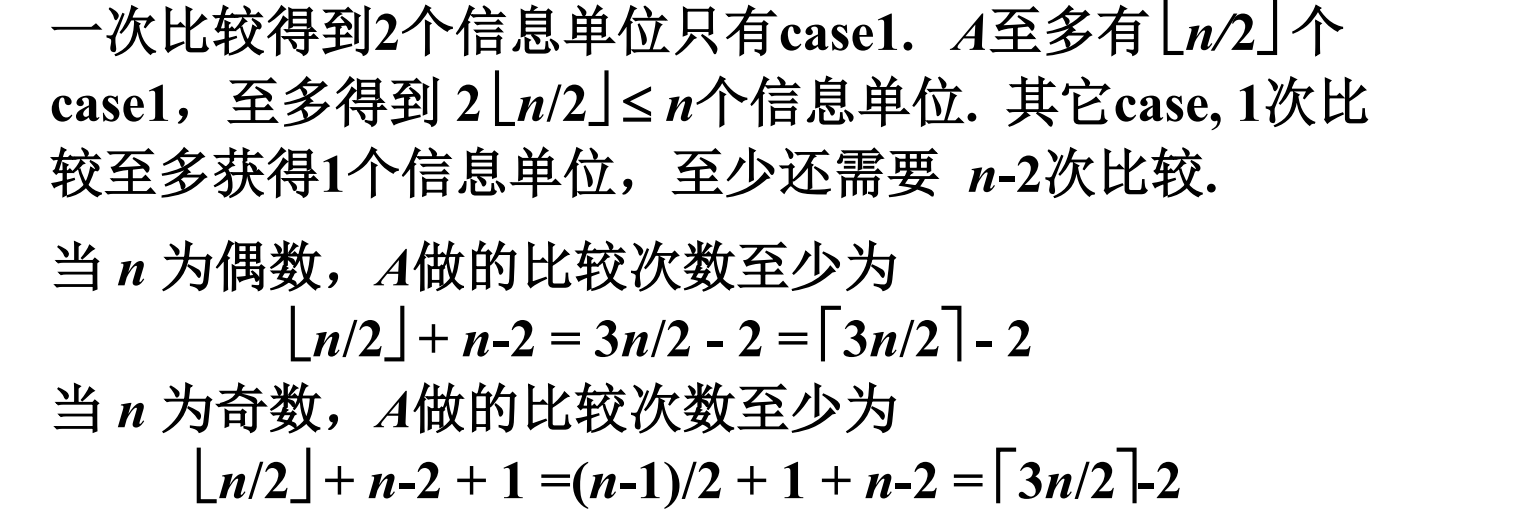 一次比较得到2个信息单位只有case1. A至多有⌊n/2⌋个
case1，至多得到 2⌊n/2⌋≤ n个信息单位. 其它case, 1次比
较至多获得1个信息单位，至少还需要 n-2次比较.
当 n 为偶数，A做的比较次数至少为
⌊n/2⌋+ n-2 = 3n/2 - 2 =⌈3n/2⌉- 2
当 n 为奇数，A做的比较次数至少为
⌊n/2⌋+ n-2 + 1 =(n-1)/2 + 1 + n-2 =⌈3n/2⌉-2